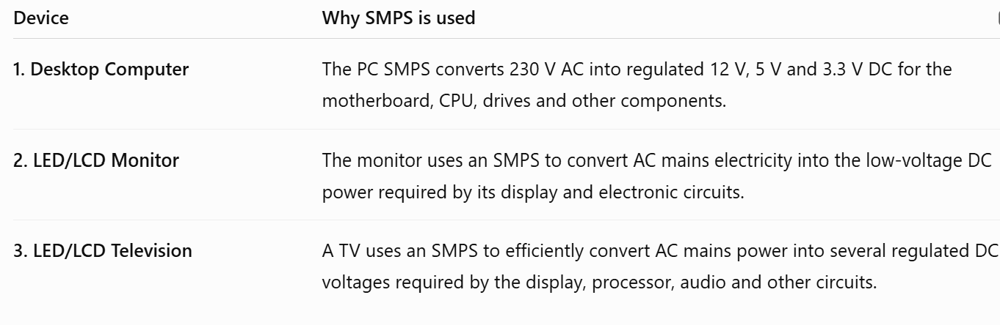 Device Why SMPS is used
1. Desktop Computer The PC SMPS converts 230 V AC into regulated 12 V, 5 V and 3.3 V DC for the
motherboard, CPU, drives and other components.
2. LED/LCD Monitor The monitor uses an SMPS to convert AC mains electricity into the low-voltage DC
power required by its display and electronic circuits.
3. LED/LCD Television A TV uses an SMPS to efficiently convert AC mains power into several regulated DC
voltages required by the display, processor, audio and other circuits.